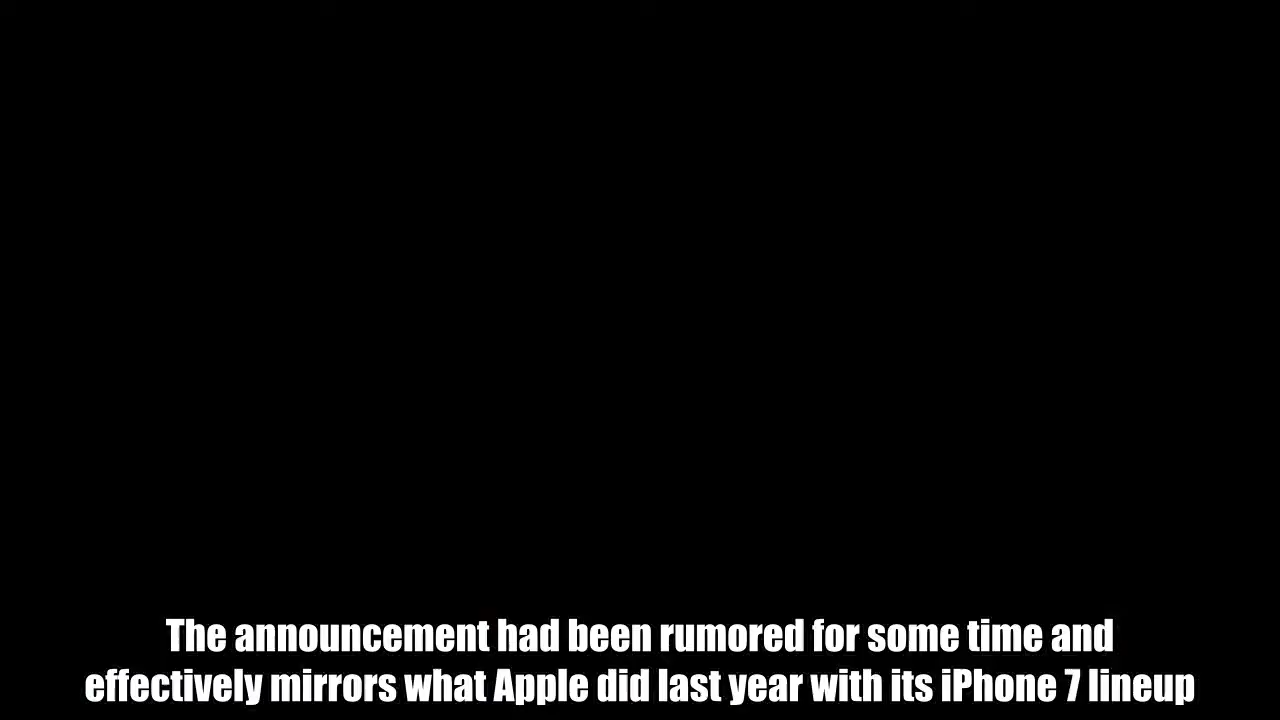 The announcement had been rumored for some time and
effectively mirrors what Apple did last year with its iPhone 7 lineup